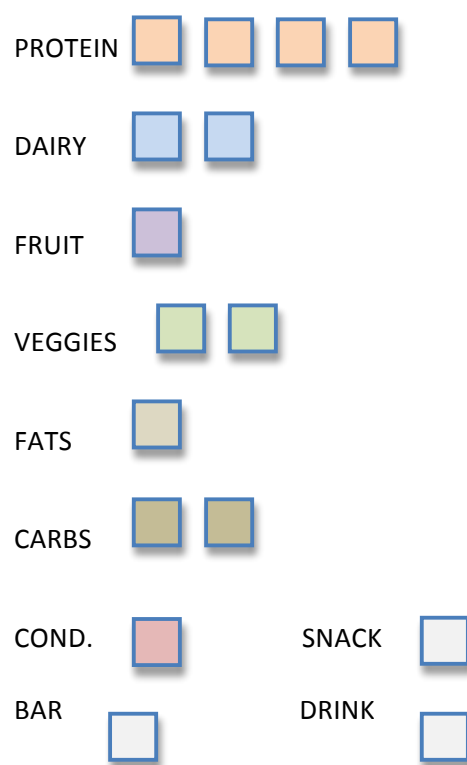 PROTEIN
DAIRY
FRUIT
VEGGIES
FATS
CARBS
COND. SNACK
BAR DRINK